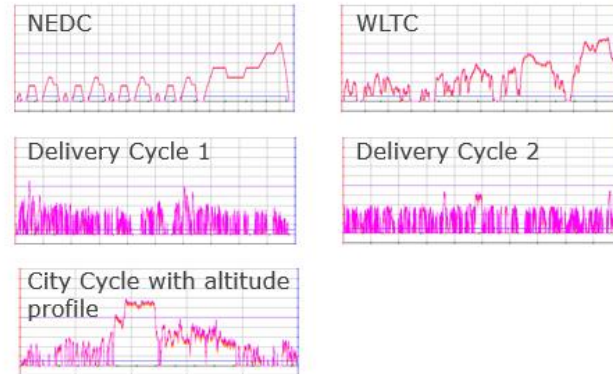 NEDC
WLTC
Delivery Cycle 1
Delivery Cycle 2
City Cycle with altitude
profile